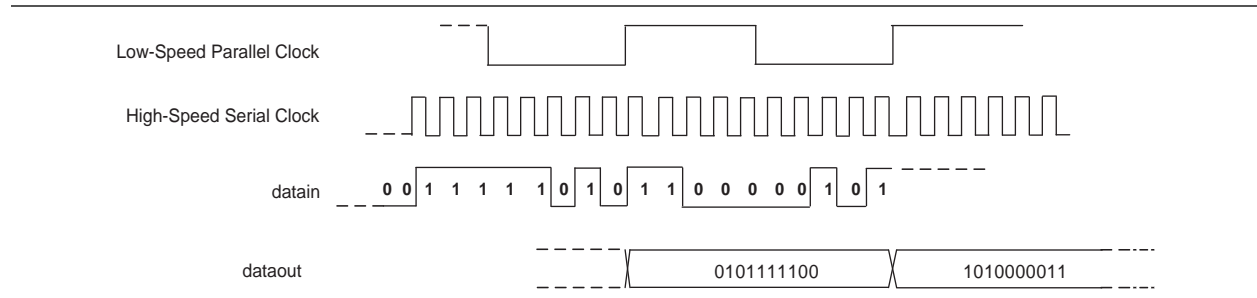 Low-Speed Parallel Clock
High-Speed Serial Clock
datain 0 0 1 1 1 1 1 0 1 0 1 1 0 0 0 0 0 1 0 1
dataout 0101111100 1010000011